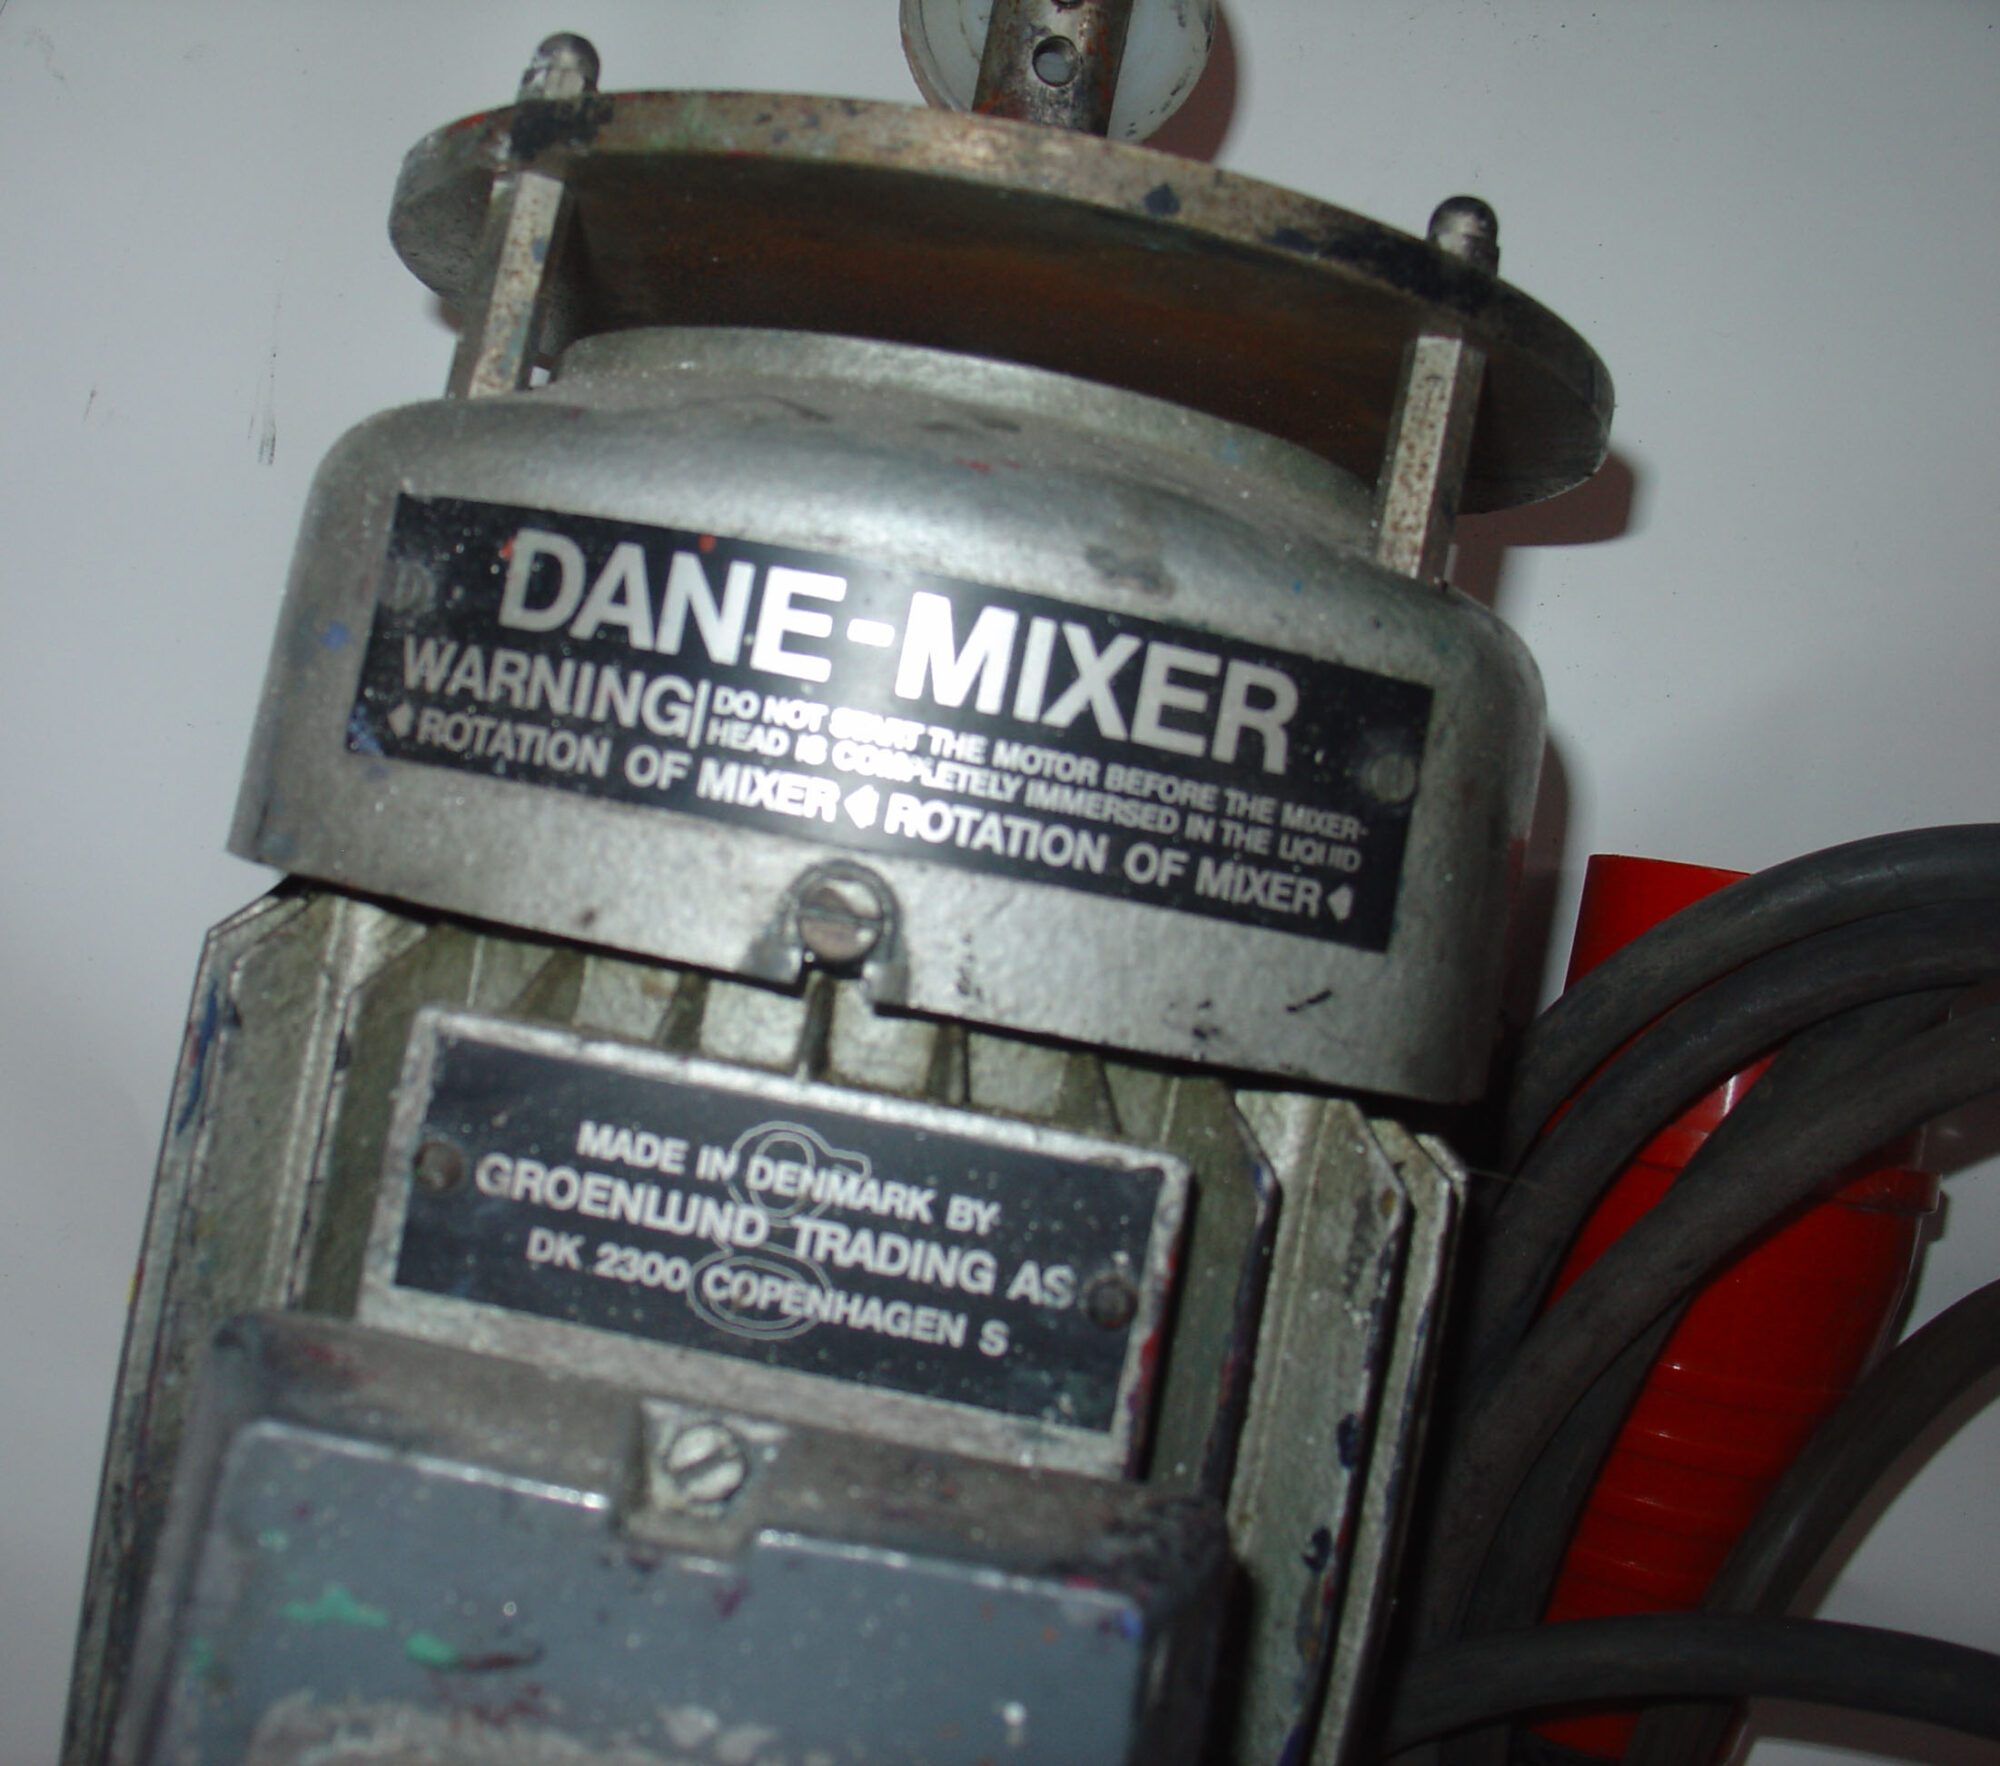 DANE-MIXER
WARNING| DO NOT START THE MOTOR BEFORE THE MIXER-
HEAD IS COMPLETELY IMMERSED IN THE LIQUID
ROTATION OF MIXER ROTATION OF MIXER
MADE IN DENMARK BY
GROENLUND TRADING AS
DK 2300 COPENHAGEN S